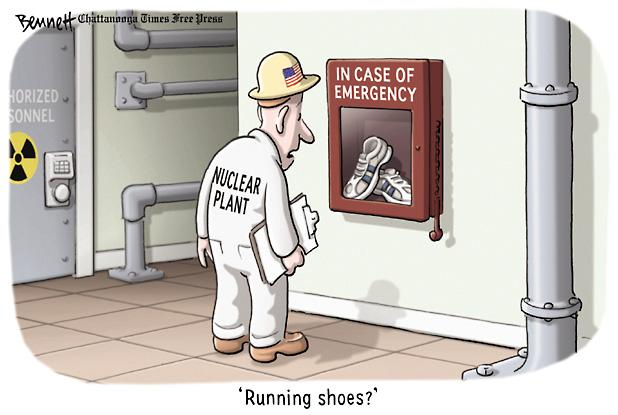 Bennett Chattanooga Times Free Press
HORIZED
SONNEL
IN CASE OF
EMERGENCY
NUCLEAR
PLANT
'Running shoes?'